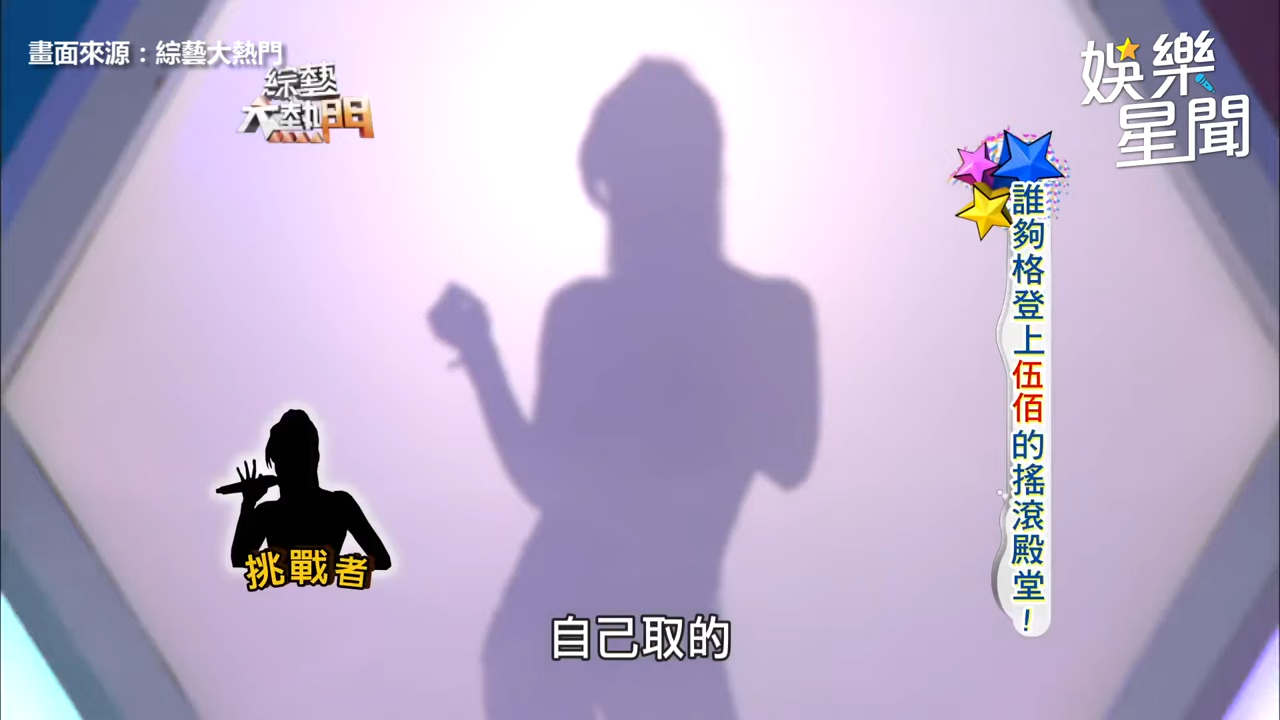 畫面來源：綜藝大熱門
綜藝
大熱門
娛樂
星聞
誰夠格登上伍佰的搖滾殿堂！
挑戰者
自己取的